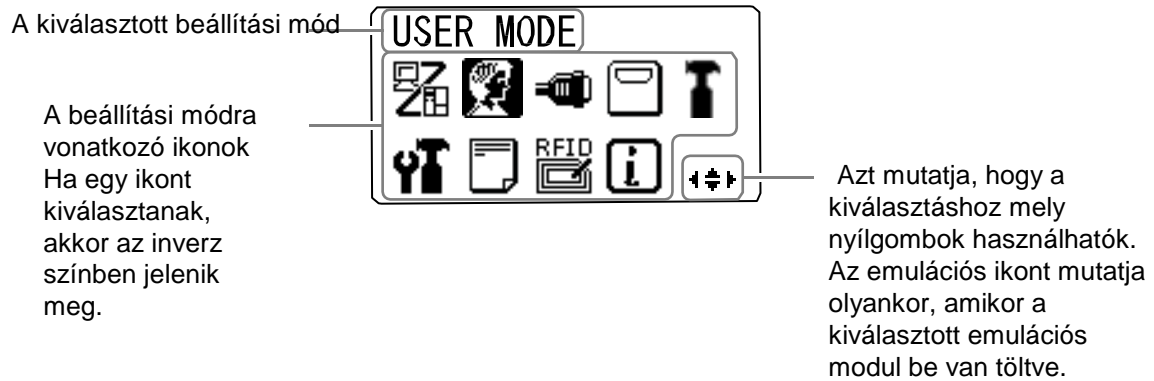 A kiválasztott beállítási mód
USER MODE
A beállítási módra
vonatkozó ikonok
Ha egy ikont
kiválasztanak,
akkor az inverz
színben jelenik
meg.
RFID
i
Azt mutatja, hogy a
kiválasztáshoz mely
nyílgombok használhatók.
Az emulációs ikont mutatja
olyankor, amikor a
kiválasztott emulációs
modul be van töltve.